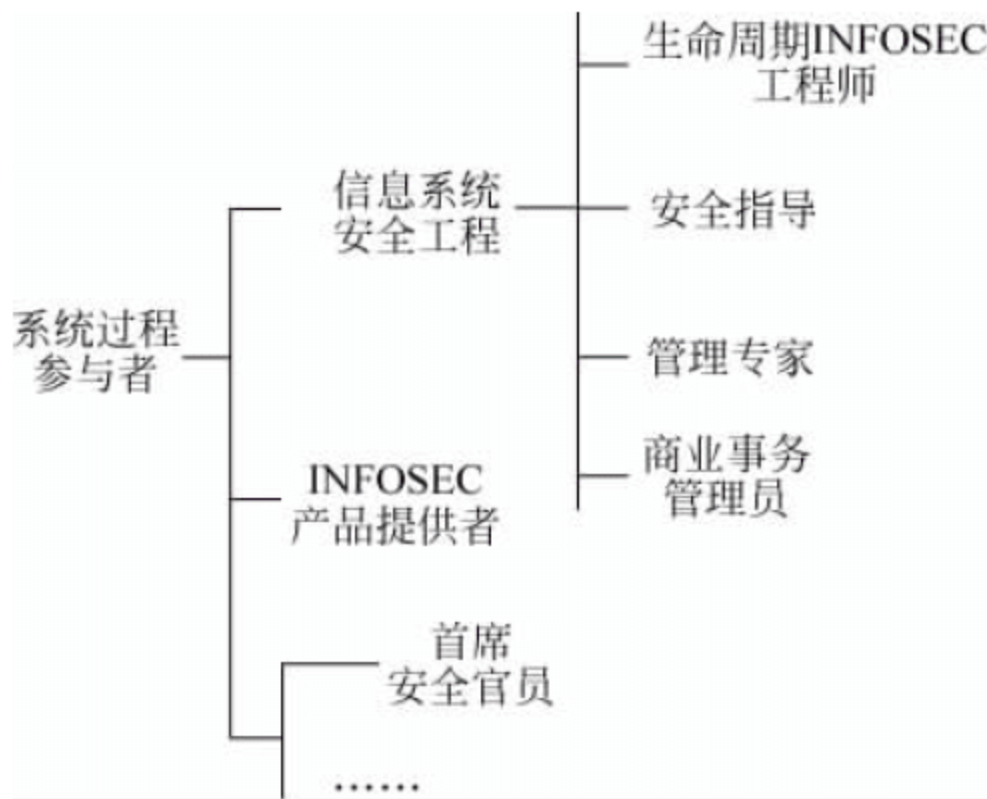 生命周期INFOSEC
工程师
信息系统
安全工程
安全指导
系统过程
参与者
管理专家
商业事务
管理员
INFOSEC
产品提供者
首席
安全官员
……